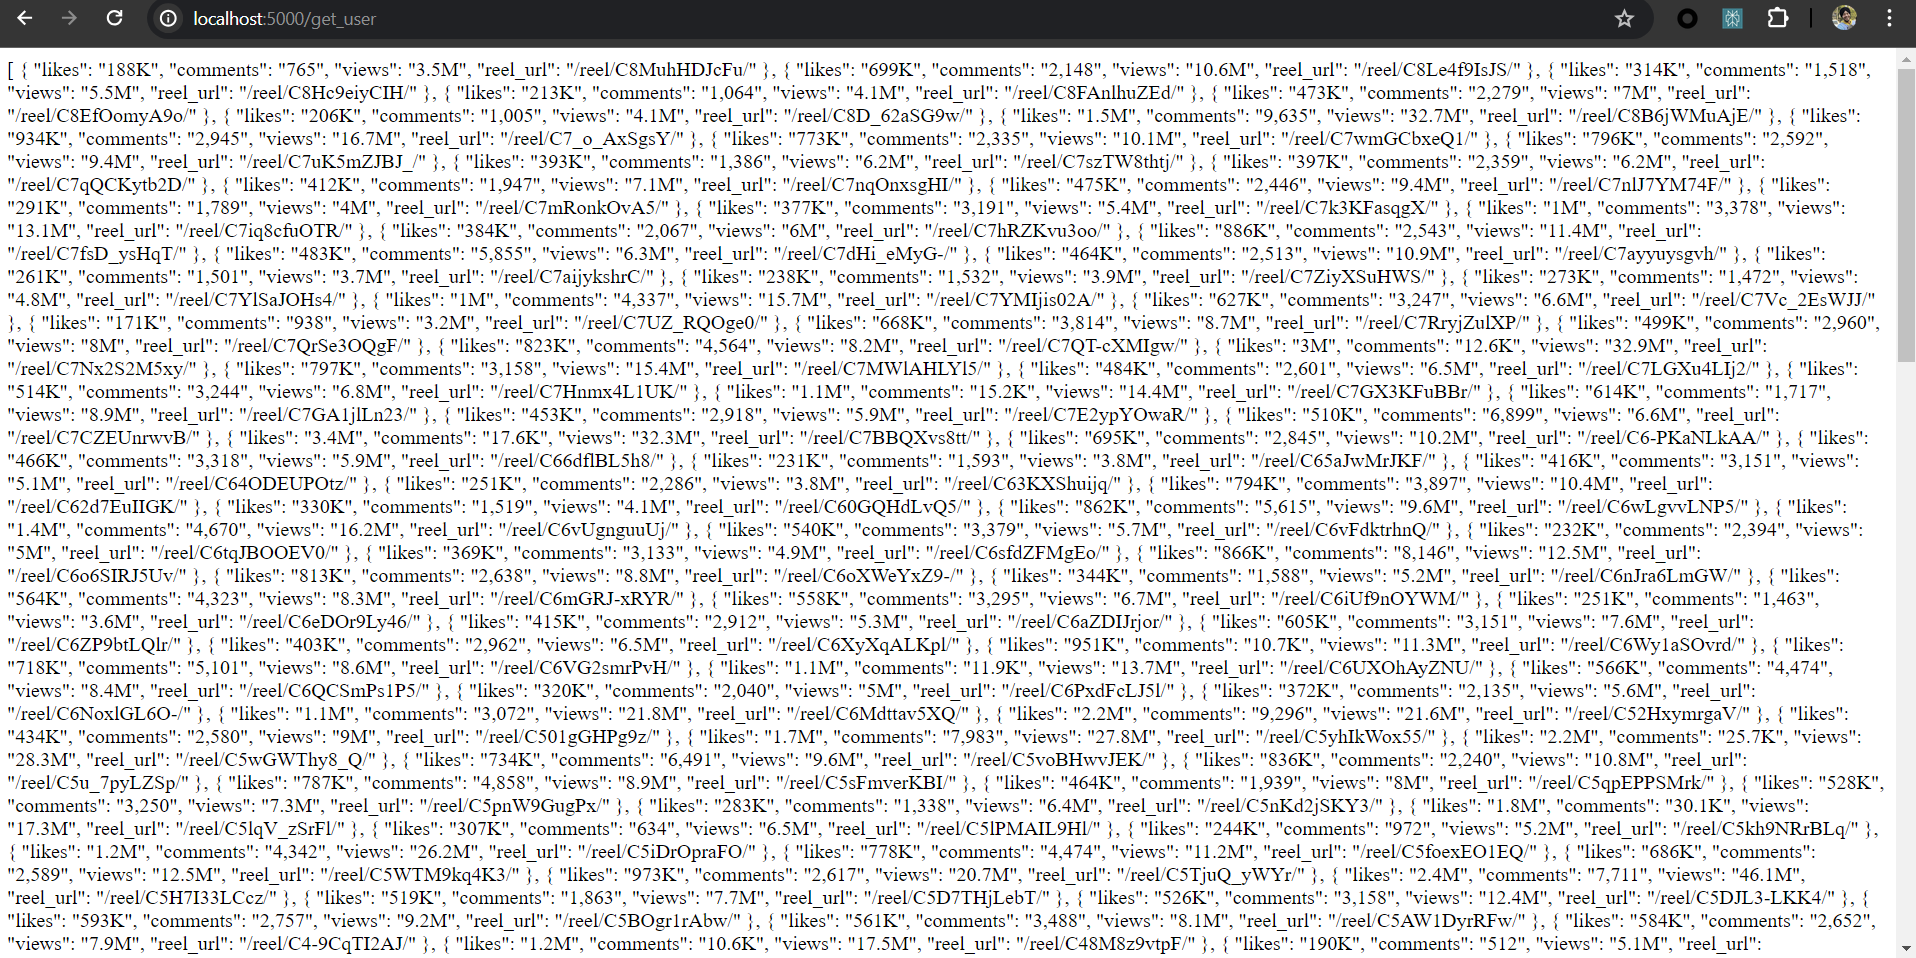 localhost:5000/get_user
[ { "likes": "188K", "comments": "765", "views": "3.5M", "reel_url": "/reel/C8MuhHDJcFu/" }, { "likes": "699K", "comments": "2,148", "views": "10.6M", "reel_url": "/reel/C8Le4f9IsJS/" }, { "likes": "314K", "comments": "1,518",
"views": "5.5M", "reel_url": "/reel/C8Hc9eiyCIH/" }, { "likes": "213K", "comments": "1,064", "views": "4.1M", "reel_url": "/reel/C8FAnlhuZEd/" }, { "likes": "473K", "comments": "2,279", "views": "7M", "reel_url":
"/reel/C8EfOomyA9o/" }, { "likes": "206K", "comments": "1,005", "views": "4.1M", "reel_url": "/reel/C8D_62aSG9w/" }, { "likes": "1.5M", "comments": "9,635", "views": "32.7M", "reel_url": "/reel/C8B6jWMuAjE/" }, { "likes":
"934K", "comments": "2,945", "views": "16.7M", "reel_url": "/reel/C7_o_AxSgsY/" }, { "likes": "773K", "comments": "2,335", "views": "10.1M", "reel_url": "/reel/C7wmGCbxeQ1/" }, { "likes": "796K", "comments": "2,592",
"views": "9.4M", "reel_url": "/reel/C7uK5mZJBJ_/" }, { "likes": "393K", "comments": "1,386", "views": "6.2M", "reel_url": "/reel/C7szTW8thtj/" }, { "likes": "397K", "comments": "2,359", "views": "6.2M", "reel_url":
"/reel/C7qQCKytb2D/" }, { "likes": "412K", "comments": "1,947", "views": "7.1M", "reel_url": "/reel/C7nqOnxsgHI/" }, { "likes": "475K", "comments": "2,446", "views": "9.4M", "reel_url": "/reel/C7nlJ7YM74F/" }, { "likes":
"291K", "comments": "1,789", "views": "4M", "reel_url": "/reel/C7mRonkOvA5/" }, { "likes": "377K", "comments": "3,191", "views": "5.4M", "reel_url": "/reel/C7k3KFasqgX/" }, { "likes": "1M", "comments": "3,378", "views":
"13.1M", "reel_url": "/reel/C7iq8cfuOTR/" }, { "likes": "384K", "comments": "2,067", "views": "6M", "reel_url": "/reel/C7hRZKvu3oo/" }, { "likes": "886K", "comments": "2,543", "views": "11.4M", "reel_url":
"/reel/C7fsD_ysHqT/" }, { "likes": "483K", "comments": "5,855", "views": "6.3M", "reel_url": "/reel/C7dHi_eMyG-/" }, { "likes": "464K", "comments": "2,513", "views": "10.9M", "reel_url": "/reel/C7ayyuysgvh/" }, { "likes":
"261K", "comments": "1,501", "views": "3.7M", "reel_url": "/reel/C7aijykshrC/" }, { "likes": "238K", "comments": "1,532", "views": "3.9M", "reel_url": "/reel/C7ZiyXSuHWS/" }, { "likes": "273K", "comments": "1,472", "views":
"4.8M", "reel_url": "/reel/C7YlSaJOHs4/" }, { "likes": "1M", "comments": "4,337", "views": "15.7M", "reel_url": "/reel/C7YMIjis02A/" }, { "likes": "627K", "comments": "3,247", "views": "6.6M", "reel_url": "/reel/C7Vc_2EsWJJ/"
}, { "likes": "171K", "comments": "938", "views": "3.2M", "reel_url": "/reel/C7UZ_RQOge0/" }, { "likes": "668K", "comments": "3,814", "views": "8.7M", "reel_url": "/reel/C7RryjZulXP/" }, { "likes": "499K", "comments": "2,960",
"views": "8M", "reel_url": "/reel/C7QrSe3OQgF/" }, { "likes": "823K", "comments": "4,564", "views": "8.2M", "reel_url": "/reel/C7QT-cXMIgw/" }, { "likes": "3M", "comments": "12.6K", "views": "32.9M", "reel_url":
"/reel/C7Nx2S2M5xy/" }, { "likes": "797K", "comments": "3,158", "views": "15.4M", "reel_url": "/reel/C7MWlAHLYl5/" }, { "likes": "484K", "comments": "2,601", "views": "6.5M", "reel_url": "/reel/C7LGXu4LIj2/" }, { "likes":
"514K", "comments": "3,244", "views": "6.8M", "reel_url": "/reel/C7Hnmx4L1UK/" }, { "likes": "1.1M", "comments": "15.2K", "views": "14.4M", "reel_url": "/reel/C7GX3KFuBBr/" }, { "likes": "614K", "comments": "1,717",
"views": "8.9M", "reel_url": "/reel/C7GA1jlLn23/" }, { "likes": "453K", "comments": "2,918", "views": "5.9M", "reel_url": "/reel/C7E2ypYOwaR/" }, { "likes": "510K", "comments": "6,899", "views": "6.6M", "reel_url":
"/reel/C7CZEUnrwvB/" }, { "likes": "3.4M", "comments": "17.6K", "views": "32.3M", "reel_url": "/reel/C7BBQXvs8tt/" }, { "likes": "695K", "comments": "2,845", "views": "10.2M", "reel_url": "/reel/C6-PKaNLkAA/" }, { "likes":
"466K", "comments": "3,318", "views": "5.9M", "reel_url": "/reel/C66dflBL5h8/" }, { "likes": "231K", "comments": "1,593", "views": "3.8M", "reel_url": "/reel/C65aJwMrJKF/" }, { "likes": "416K", "comments": "3,151", "views":
"5.1M", "reel_url": "/reel/C64ODEUPOtz/" }, { "likes": "251K", "comments": "2,286", "views": "3.8M", "reel_url": "/reel/C63KXShuijq/" }, { "likes": "794K", "comments": "3,897", "views": "10.4M", "reel_url":
"/reel/C62d7EuIIGK/" }, { "likes": "330K", "comments": "1,519", "views": "4.1M", "reel_url": "/reel/C60GQHdLvQ5/" }, { "likes": "862K", "comments": "5,615", "views": "9.6M", "reel_url": "/reel/C6wLgvvLNP5/" }, { "likes":
"1.4M", "comments": "4,670", "views": "16.2M", "reel_url": "/reel/C6vUgnguuUj/" }, { "likes": "540K", "comments": "3,379", "views": "5.7M", "reel_url": "/reel/C6vFdktrhnQ/" }, { "likes": "232K", "comments": "2,394", "views":
"5M", "reel_url": "/reel/C6tqJBOOEV0/" }, { "likes": "369K", "comments": "3,133", "views": "4.9M", "reel_url": "/reel/C6sfdZFMgEo/" }, { "likes": "866K", "comments": "8,146", "views": "12.5M", "reel_url":
"/reel/C6o6SIRJ5Uv/" }, { "likes": "813K", "comments": "2,638", "views": "8.8M", "reel_url": "/reel/C6oXWeYxZ9-/" }, { "likes": "344K", "comments": "1,588", "views": "5.2M", "reel_url": "/reel/C6nJra6LmGW/" }, { "likes":
"564K", "comments": "4,323", "views": "8.3M", "reel_url": "/reel/C6mGRJ-xRYR/" }, { "likes": "558K", "comments": "3,295", "views": "6.7M", "reel_url": "/reel/C6iUf9nOYWM/" }, { "likes": "251K", "comments": "1,463",
"views": "3.6M", "reel_url": "/reel/C6eDOr9Ly46/" }, { "likes": "415K", "comments": "2,912", "views": "5.3M", "reel_url": "/reel/C6aZDIJrjor/" }, { "likes": "605K", "comments": "3,151", "views": "7.6M", "reel_url":
"/reel/C6ZP9btLQlr/" }, { "likes": "403K", "comments": "2,962", "views": "6.5M", "reel_url": "/reel/C6XyXqALKpl/" }, { "likes": "951K", "comments": "10.7K", "views": "11.3M", "reel_url": "/reel/C6Wy1aSOvrd/" }, { "likes":
"718K", "comments": "5,101", "views": "8.6M", "reel_url": "/reel/C6VG2smrPvH/" }, { "likes": "1.1M", "comments": "11.9K", "views": "13.7M", "reel_url": "/reel/C6UXOhAyZNU/" }, { "likes": "566K", "comments": "4,474",
"views": "8.4M", "reel_url": "/reel/C6QCSmPs1P5/" }, { "likes": "320K", "comments": "2,040", "views": "5M", "reel_url": "/reel/C6PxdFcLJ5l/" }, { "likes": "372K", "comments": "2,135", "views": "5.6M", "reel_url":
"/reel/C6NoxlGL6O-/" }, { "likes": "1.1M", "comments": "3,072", "views": "21.8M", "reel_url": "/reel/C6Mdttav5XQ/" }, { "likes": "2.2M", "comments": "9,296", "views": "21.6M", "reel_url": "/reel/C52HxymrgaV/" }, { "likes":
"434K", "comments": "2,580", "views": "9M", "reel_url": "/reel/C501gGHPg9z/" }, { "likes": "1.7M", "comments": "7,983", "views": "27.8M", "reel_url": "/reel/C5yhIkWox55/" }, { "likes": "2.2M", "comments": "25.7K", "views":
"28.3M", "reel_url": "/reel/C5wGWThy8_Q/" }, { "likes": "734K", "comments": "6,491", "views": "9.6M", "reel_url": "/reel/C5voBHwvJEK/" }, { "likes": "836K", "comments": "2,240", "views": "10.8M", "reel_url":
"/reel/C5u_7pyLZSp/" }, { "likes": "787K", "comments": "4,858", "views": "8.9M", "reel_url": "/reel/C5sFmverKBI/" }, { "likes": "464K", "comments": "1,939", "views": "8M", "reel_url": "/reel/C5qpEPPSMrk/" }, { "likes": "528K",
"comments": "3,250", "views": "7.3M", "reel_url": "/reel/C5pnW9GugPx/" }, { "likes": "283K", "comments": "1,338", "views": "6.4M", "reel_url": "/reel/C5nKd2jSKY3/" }, { "likes": "1.8M", "comments": "30.1K", "views":
"17.3M", "reel_url": "/reel/C5lqV_zSrFl/" }, { "likes": "307K", "comments": "634", "views": "6.5M", "reel_url": "/reel/C5lPMAIL9Hl/" }, { "likes": "244K", "comments": "972", "views": "5.2M", "reel_url": "/reel/C5kh9NRrBLq/" },
{ "likes": "1.2M", "comments": "4,342", "views": "26.2M", "reel_url": "/reel/C5iDrOpraFO/" }, { "likes": "778K", "comments": "4,474", "views": "11.2M", "reel_url": "/reel/C5foexEO1EQ/" }, { "likes": "686K", "comments":
"2,589", "views": "12.5M", "reel_url": "/reel/C5WTM9kq4K3/" }, { "likes": "973K", "comments": "2,617", "views": "20.7M", "reel_url": "/reel/C5TjuQ_yWYr/" }, { "likes": "2.4M", "comments": "7,711", "views": "46.1M",
"reel_url": "/reel/C5H7I33LCcz/" }, { "likes": "519K", "comments": "1,863", "views": "7.7M", "reel_url": "/reel/C5D7THjLebT/" }, { "likes": "526K", "comments": "3,158", "views": "12.4M", "reel_url": "/reel/C5DJL3-LKK4/" }, {
"likes": "593K", "comments": "2,757", "views": "9.2M", "reel_url": "/reel/C5BOgr1rAbw/" }, { "likes": "561K", "comments": "3,488", "views": "8.1M", "reel_url": "/reel/C5AW1DyrRFw/" }, { "likes": "584K", "comments": "2,652",
"views": "7.9M", "reel_url": "/reel/C4-9CqTI2AJ/" }, { "likes": "1.2M", "comments": "10.6K", "views": "17.5M", "reel_url": "/reel/C48M8z9vtpF/" }, { "likes": "190K", "comments": "512", "views": "5.1M", "reel_url":